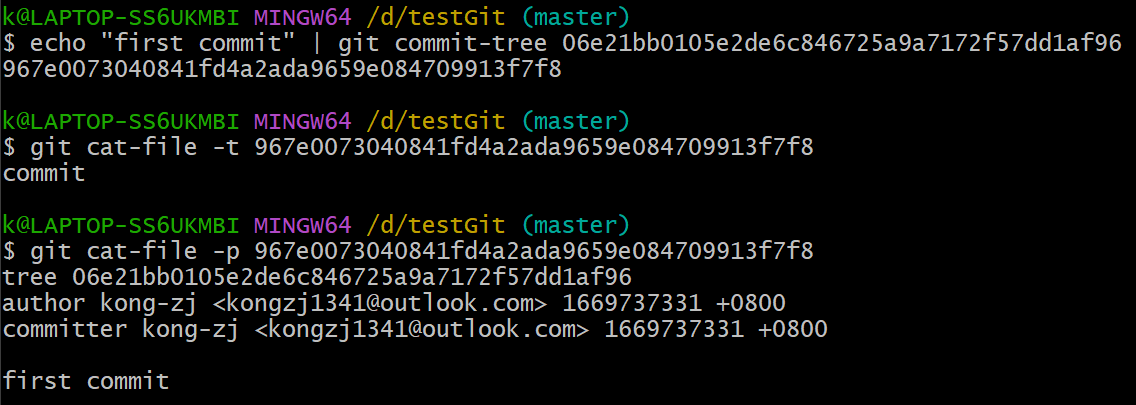 k@LAPTOP-SS6UKMBI MINGW64 /d/testGit (master)
$ echo "first commit" | git commit-tree 06e21bb0105e2de6c846725a9a7172f57dd1af96
967e0073040841fd4a2ada9659e084709913f7f8

k@LAPTOP-SS6UKMBI MINGW64 /d/testGit (master)
$ git cat-file -t 967e0073040841fd4a2ada9659e084709913f7f8
commit

k@LAPTOP-SS6UKMBI MINGW64 /d/testGit (master)
$ git cat-file -p 967e0073040841fd4a2ada9659e084709913f7f8
tree 06e21bb0105e2de6c846725a9a7172f57dd1af96
author kong-zj <kongzj1341@outlook.com> 1669737331 +0800
committer kong-zj <kongzj1341@outlook.com> 1669737331 +0800

first commit